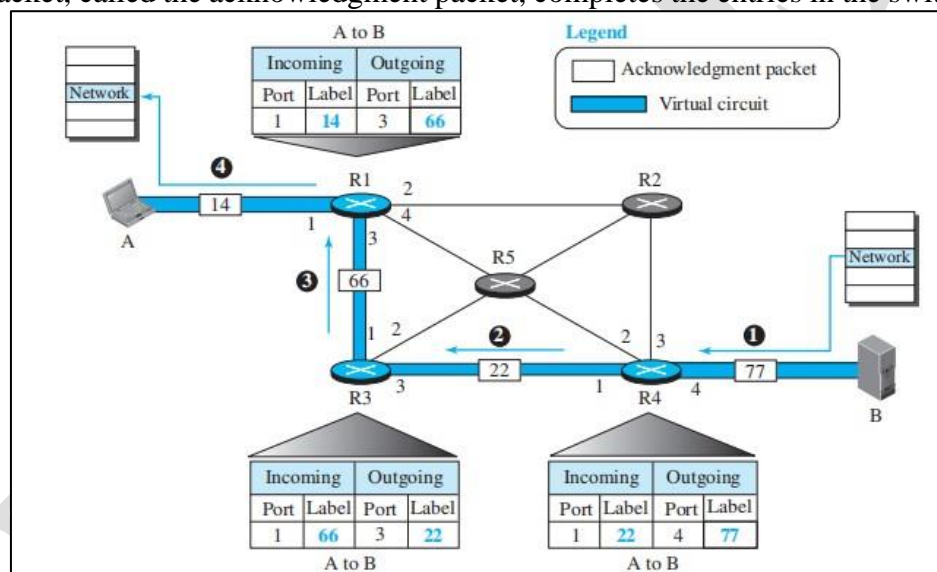 acket, called the acknowledgment packet, completes the entries in the swit
A to B
Incoming Outgoing
Port Label Port Label
1 14 3 66
Legend
Acknowledgment packet
Virtual circuit
Network
4
14
A
1
R1
2
4
3
R2
3
66
R5
Network
1
2
R3
3
2
22
1
2
3
R4
4
1
77
B
Incoming Outgoing
Port Label Port Label
1 66 3 22
A to B
Incoming Outgoing
Port Label Port Label
1 22 4 77
A to B